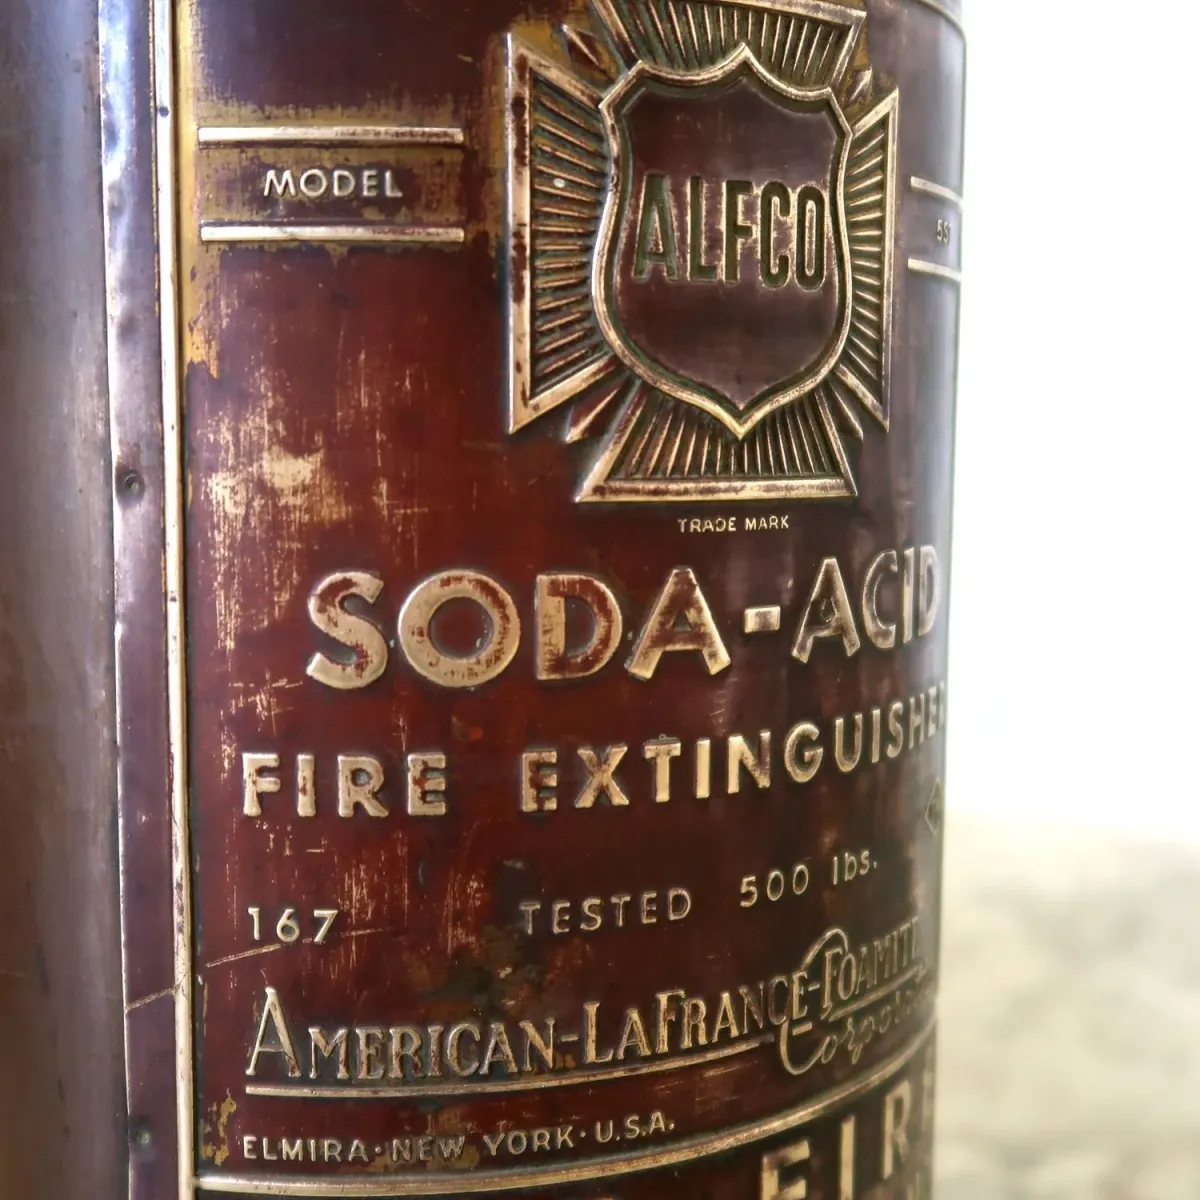 MODEL
ALFCO
TRADE MARK
SODA-ACID
FIRE EXTINGUISHER
167 TESTED 500 lbs.
AMERICAN-LAFRANCE-FOAMITE
ELMIRA·NEW YORK·U.S.A.